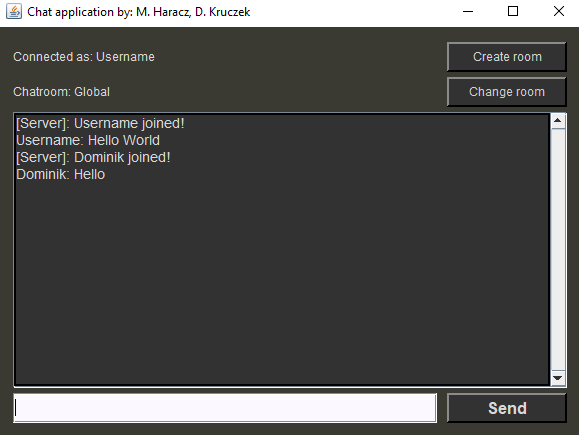 Chat application by: M. Haracz, D. Kruczek
Connected as: Username
Create room
Chatroom: Global
Change room
[Server]: Username joined!
Username: Hello World
[Server]: Dominik joined!
Dominik: Hello
Send